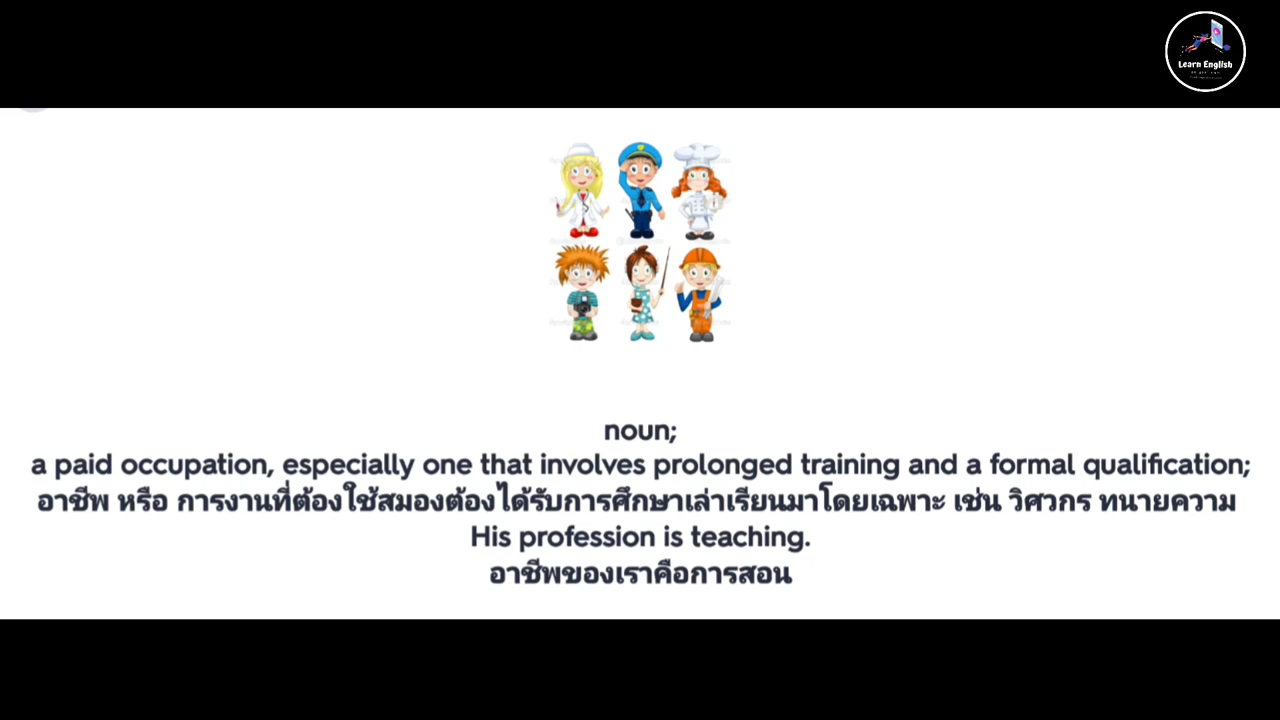 Learn English
noun;
a paid occupation, especially one that involves prolonged training and a formal qualification;
อาชีพ หรือ การงานที่ต้องใช้สมองต้องได้รับการศึกษาเล่าเรียนมาโดยเฉพาะ เช่น วิศวกร ทนายความ
His profession is teaching.
อาชีพของเราคือการสอน